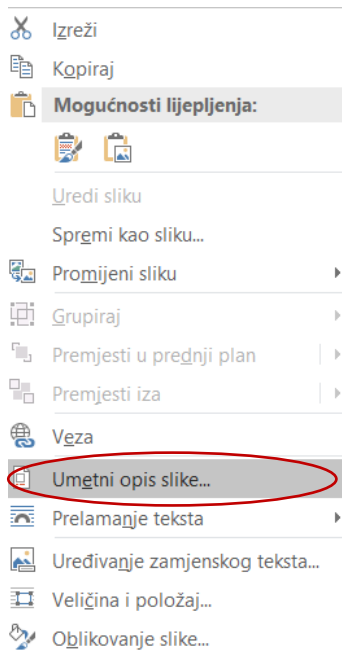 Izreži
Kopiraj
Mogućnosti lijepljenja:
Uredi sliku
Spremi kao sliku...
Promijeni sliku
Grupiraj
Premjesti u prednji plan
Premjesti iza
Veza
Umetni opis slike...
Prelamanje teksta
Uređivanje zamjenskog teksta...
Veličina i položaj...
Oblikovanje slike...